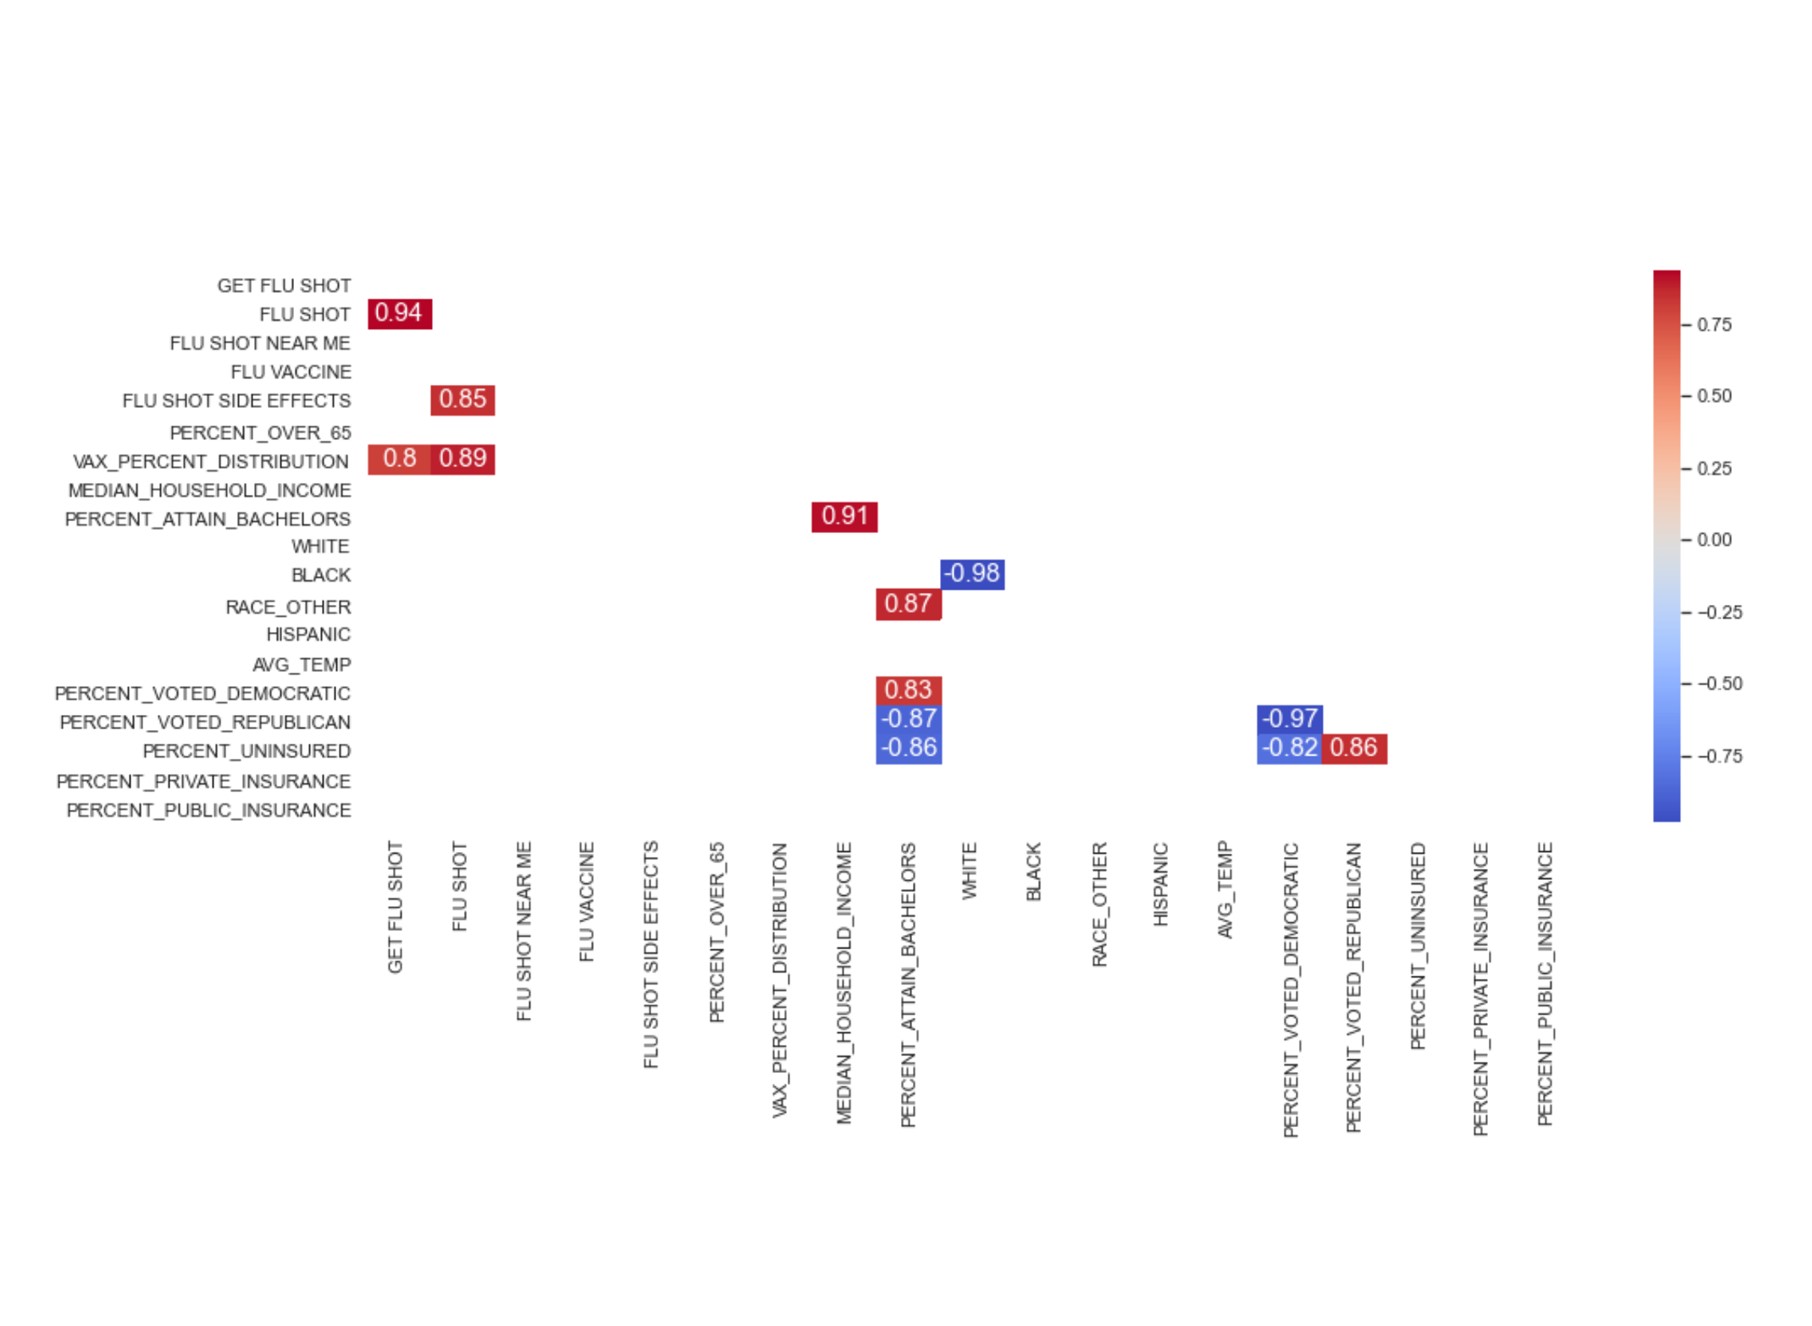 GET FLU SHOT
FLU SHOT 0.94
FLU SHOT NEAR ME
FLU VACCINE
FLU SHOT SIDE EFFECTS 0.85
PERCENT_OVER_65
VAX_PERCENT_DISTRIBUTION 0.8 0.89
MEDIAN_HOUSEHOLD_INCOME
PERCENT_ATTAIN_BACHELORS 0.91
WHITE
BLACK -0.98
RACE_OTHER 0.87
HISPANIC
AVG_TEMP
PERCENT_VOTED_DEMOCRATIC 0.83
PERCENT_VOTED_REPUBLICAN -0.87 -0.97
PERCENT_UNINSURED -0.86 -0.82 0.86
PERCENT_PRIVATE_INSURANCE
PERCENT_PUBLIC_INSURANCE
GET FLU SHOT
FLU SHOT
FLU SHOT NEAR ME
FLU VACCINE
FLU SHOT SIDE EFFECTS
PERCENT_OVER_65
VAX_PERCENT_DISTRIBUTION
MEDIAN_HOUSEHOLD_INCOME
PERCENT_ATTAIN_BACHELORS
WHITE
BLACK
RACE_OTHER
HISPANIC
AVG_TEMP
PERCENT_VOTED_DEMOCRATIC
PERCENT_VOTED_REPUBLICAN
PERCENT_UNINSURED
PERCENT_PRIVATE_INSURANCE
PERCENT_PUBLIC_INSURANCE
0.75
0.50
0.25
0.00
−0.25
−0.50
−0.75